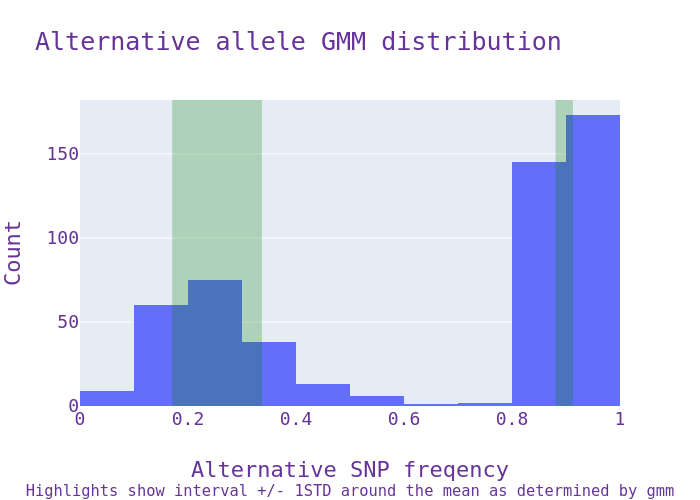 Alternative allele GMM distribution
150
100
50
0
Count
0 0.2 0.4 0.6 0.8 1
Alternative SNP freqency
Highlights show interval +/- 1STD around the mean as determined by gmm